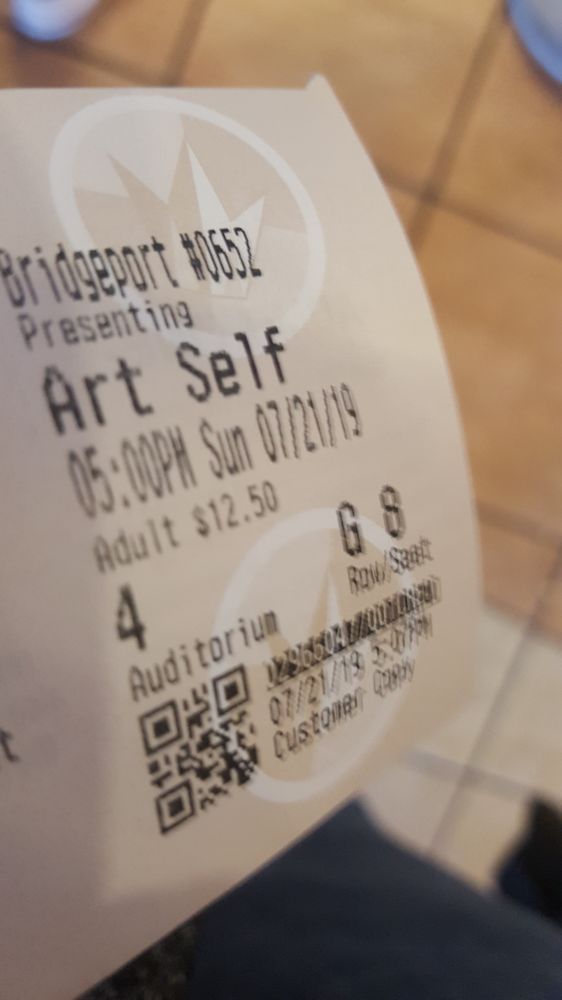 Bridgeport #0652
Presenting
Art Self
05:00PM Sun 07/21/19
Adult $12.50
G 8
Row/Seat
4
Auditorium
07/21/19
Customer Copy